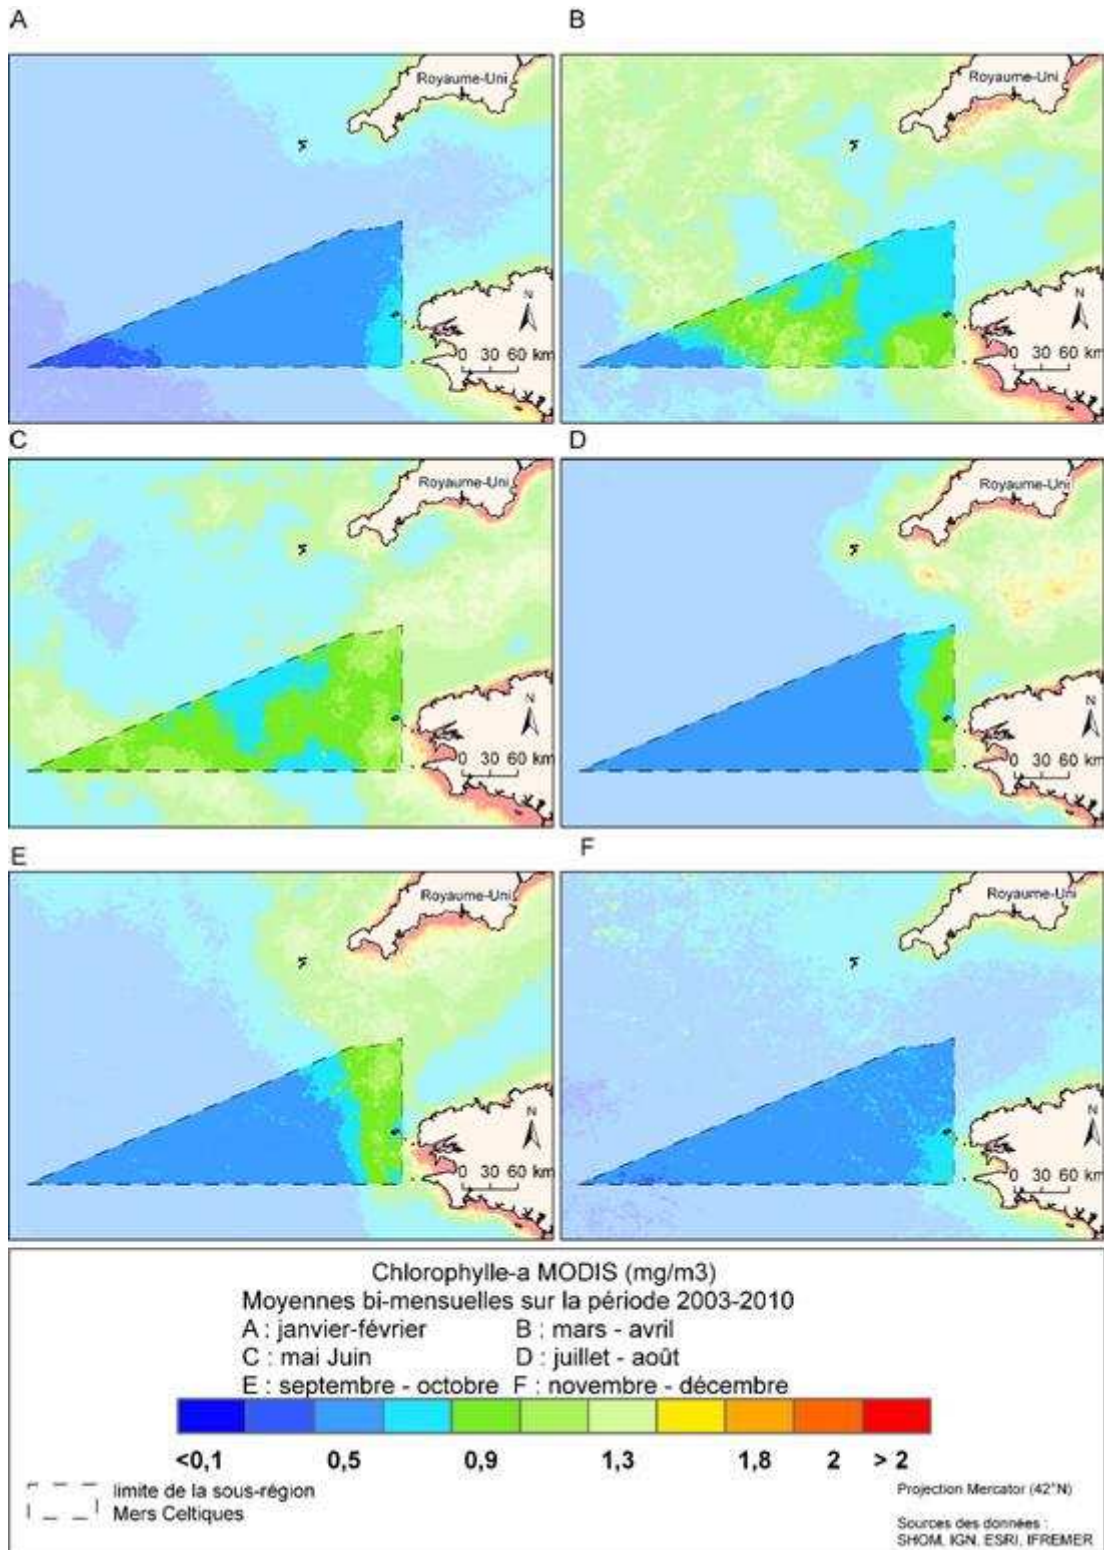 A
B
Royaume-Uni
N
0 30 60 km
Royaume-Uni
N
0 30 60 km
C
D
Royaume-Uni
N
0 30 60 km
Royaume-Uni
N
0 30 60 km
E
F
Royaume-Uni
N
0 30 60 km
Royaume-Uni
N
0 30 60 km
Chlorophylle-a MODIS (mg/m3)
Moyennes bi-mensuelles sur la période 2003-2010
A : janvier-février B : mars - avril
C : mai Juin D : juillet - août
E : septembre - octobre F : novembre - décembre
<0,1 0,5 0,9 1,3 1,8 2 > 2
limite de la sous-région
Mers Celtiques
Projection Mercator (42°N)
Sources des données :
SHOM, IGN, ESRI, IFREMER